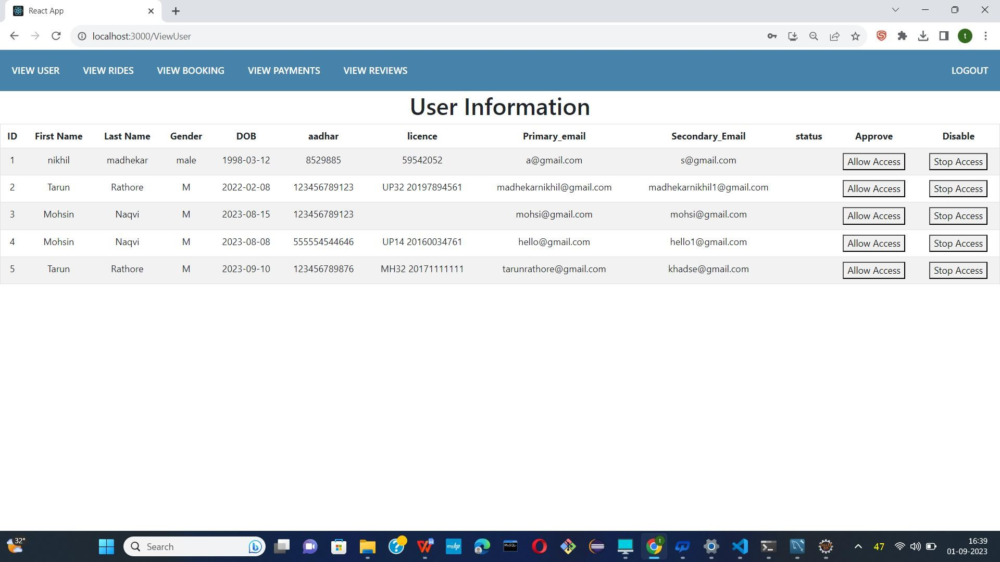 React App
localhost:3000/ViewUser
t
VIEW USER VIEW RIDES VIEW BOOKING VIEW PAYMENTS VIEW REVIEWS LOGOUT
User Information
ID First Name Last Name Gender DOB aadhar licence Primary_email Secondary_Email status Approve Disable
1 nikhil madhekar male 1998-03-12 8529885 59542052 a@gmail.com s@gmail.com Allow Access Stop Access
2 Tarun Rathore M 2022-02-08 123456789123 UP32 20197894561 madhekarnikhil@gmail.com madhekarnikhil1@gmail.com Allow Access Stop Access
3 Mohsin Naqvi M 2023-08-15 123456789123 mohsi@gmail.com mohsi@gmail.com Allow Access Stop Access
4 Mohsin Naqvi M 2023-08-08 555554544646 UP14 20160034761 hello@gmail.com hello1@gmail.com Allow Access Stop Access
5 Tarun Rathore M 2023-09-10 123456789876 MH32 20171111111 tarunrathore@gmail.com khadse@gmail.com Allow Access Stop Access
32°
Search
myhp
MySQL
t
47
16:39
01-09-2023